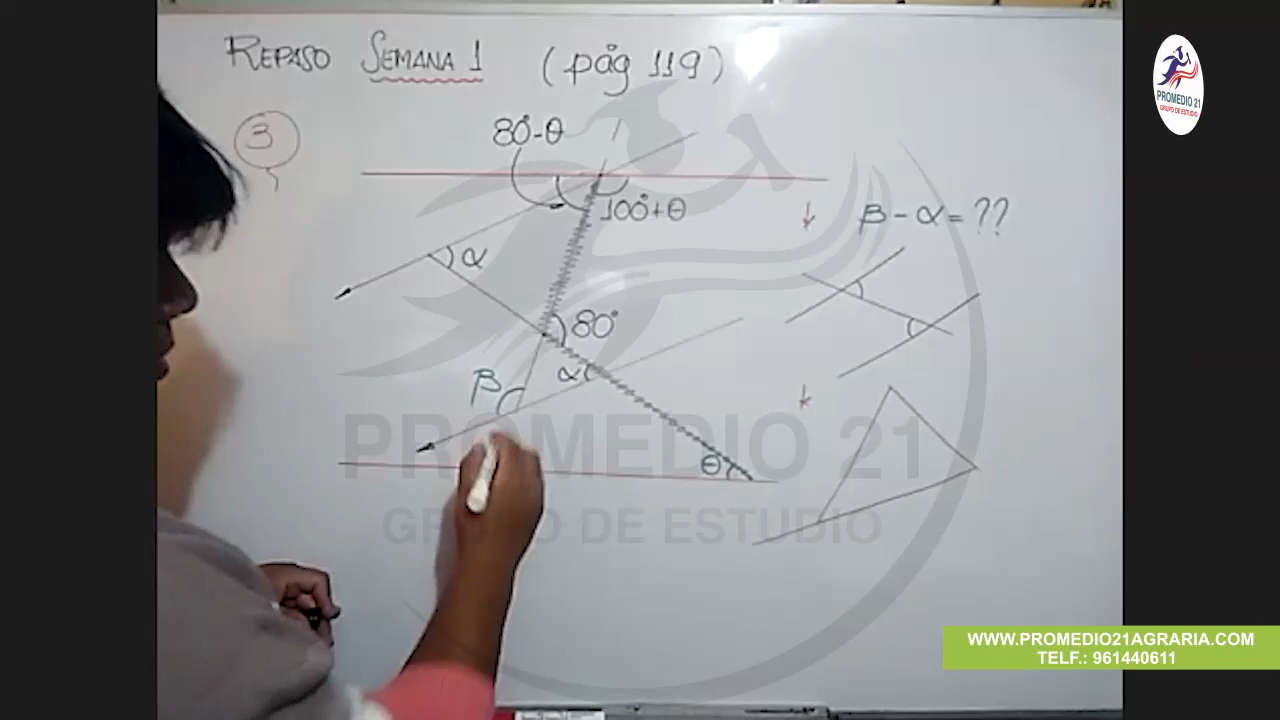 REPASO SEMANA 1 (pág 119)
3
80°-θ
100°+θ
β - α = ??
α
80°
β
α
θ
PROMEDIO 21
GRUPO DE ESTUDIO
PROMEDIO 21
GRUPO DE ESTUDIO
WWW.PROMEDIO21AGRARIA.COM
TELF.: 961440611